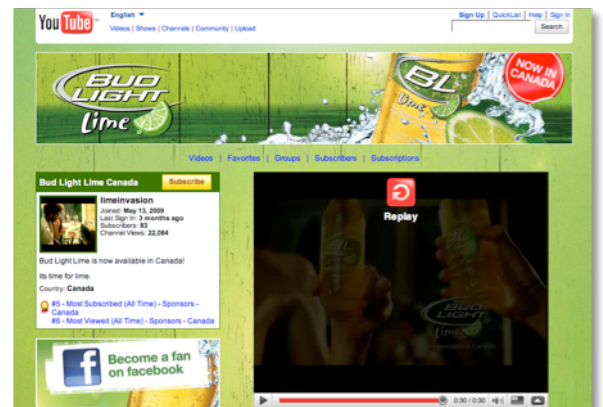 You Tube
English
Sign Up | QuickList | Help | Sign In
Videos | Shows | Channels | Community | Upload
Search
BUD LIGHT Lime
BL Lime
NOW IN CANADA
Videos | Favorites | Groups | Subscribers | Subscriptions
Bud Light Lime Canada
Subscribe
limeinvasion
Joined: May 13, 2009
Last Sign In: 3 months ago
Subscribers: 83
Channel Views: 22,084
Bud Light Lime is now available in Canada!
Its time for lime.
Country: Canada
#5 - Most Subscribed (All Time) - Sponsors -
Canada
#6 - Most Viewed (All Time) - Sponsors - Canada
Become a fan
on facebook
Replay
BL
BL
BUD
LIGHT
Lime
0:30 / 0:30